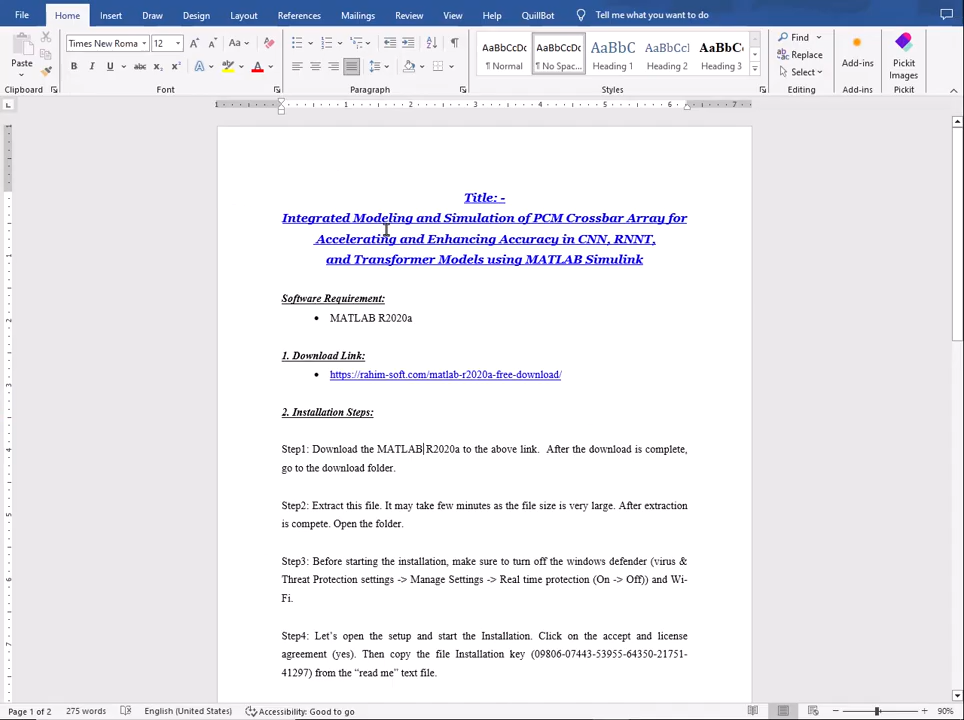 File Home Insert Draw Design Layout References Mailings Review View Help QuillBot Tell me what you want to do
Times New Roma 12 A A Aa AaBbCcDc AaBbCcDc AaBbC AaBbCcI AaBbC Find
Paste B I U x x A A ¶ Normal ¶ No Spac... Heading 1 Heading 2 Heading 3 Replace Select Add-ins Pickit Images
Clipboard Font Paragraph Styles Editing Add-ins Pickit
1 1 2 3 4 5 6 7
Title: -
Integrated Modeling and Simulation of PCM Crossbar Array for
Accelerating and Enhancing Accuracy in CNN, RNNT,
and Transformer Models using MATLAB Simulink
Software Requirement:
• MATLAB R2020a
1. Download Link:
• https://rahim-soft.com/matlab-r2020a-free-download/
2. Installation Steps:
Step1: Download the MATLAB R2020a to the above link. After the download is complete,
go to the download folder.
Step2: Extract this file. It may take few minutes as the file size is very large. After extraction
is compete. Open the folder.
Step3: Before starting the installation, make sure to turn off the windows defender (virus &
Threat Protection settings -> Manage Settings -> Real time protection (On -> Off)) and Wi-
Fi.
Step4: Let's open the setup and start the Installation. Click on the accept and license
agreement (yes). Then copy the file Installation key (09806-07443-53955-64350-21751-
41297) from the “read me” text file.
Page 1 of 2 275 words English (United States) Accessibility: Good to go 90%